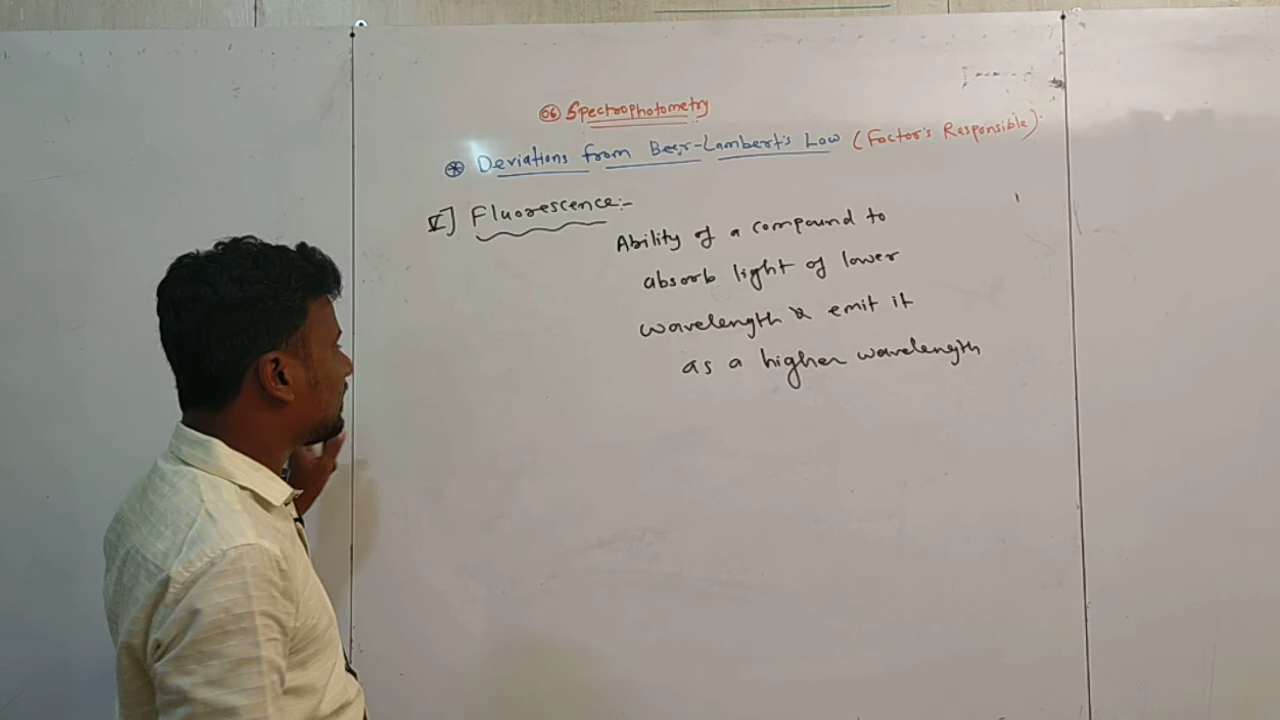 06 Spectrophotometry
* Deviations from Beer-Lambert's Law (Factor's Responsible).
V] Fluorescence:-
Ability of a compound to
absorb light of lower
wavelength & emit it
as a higher wavelength